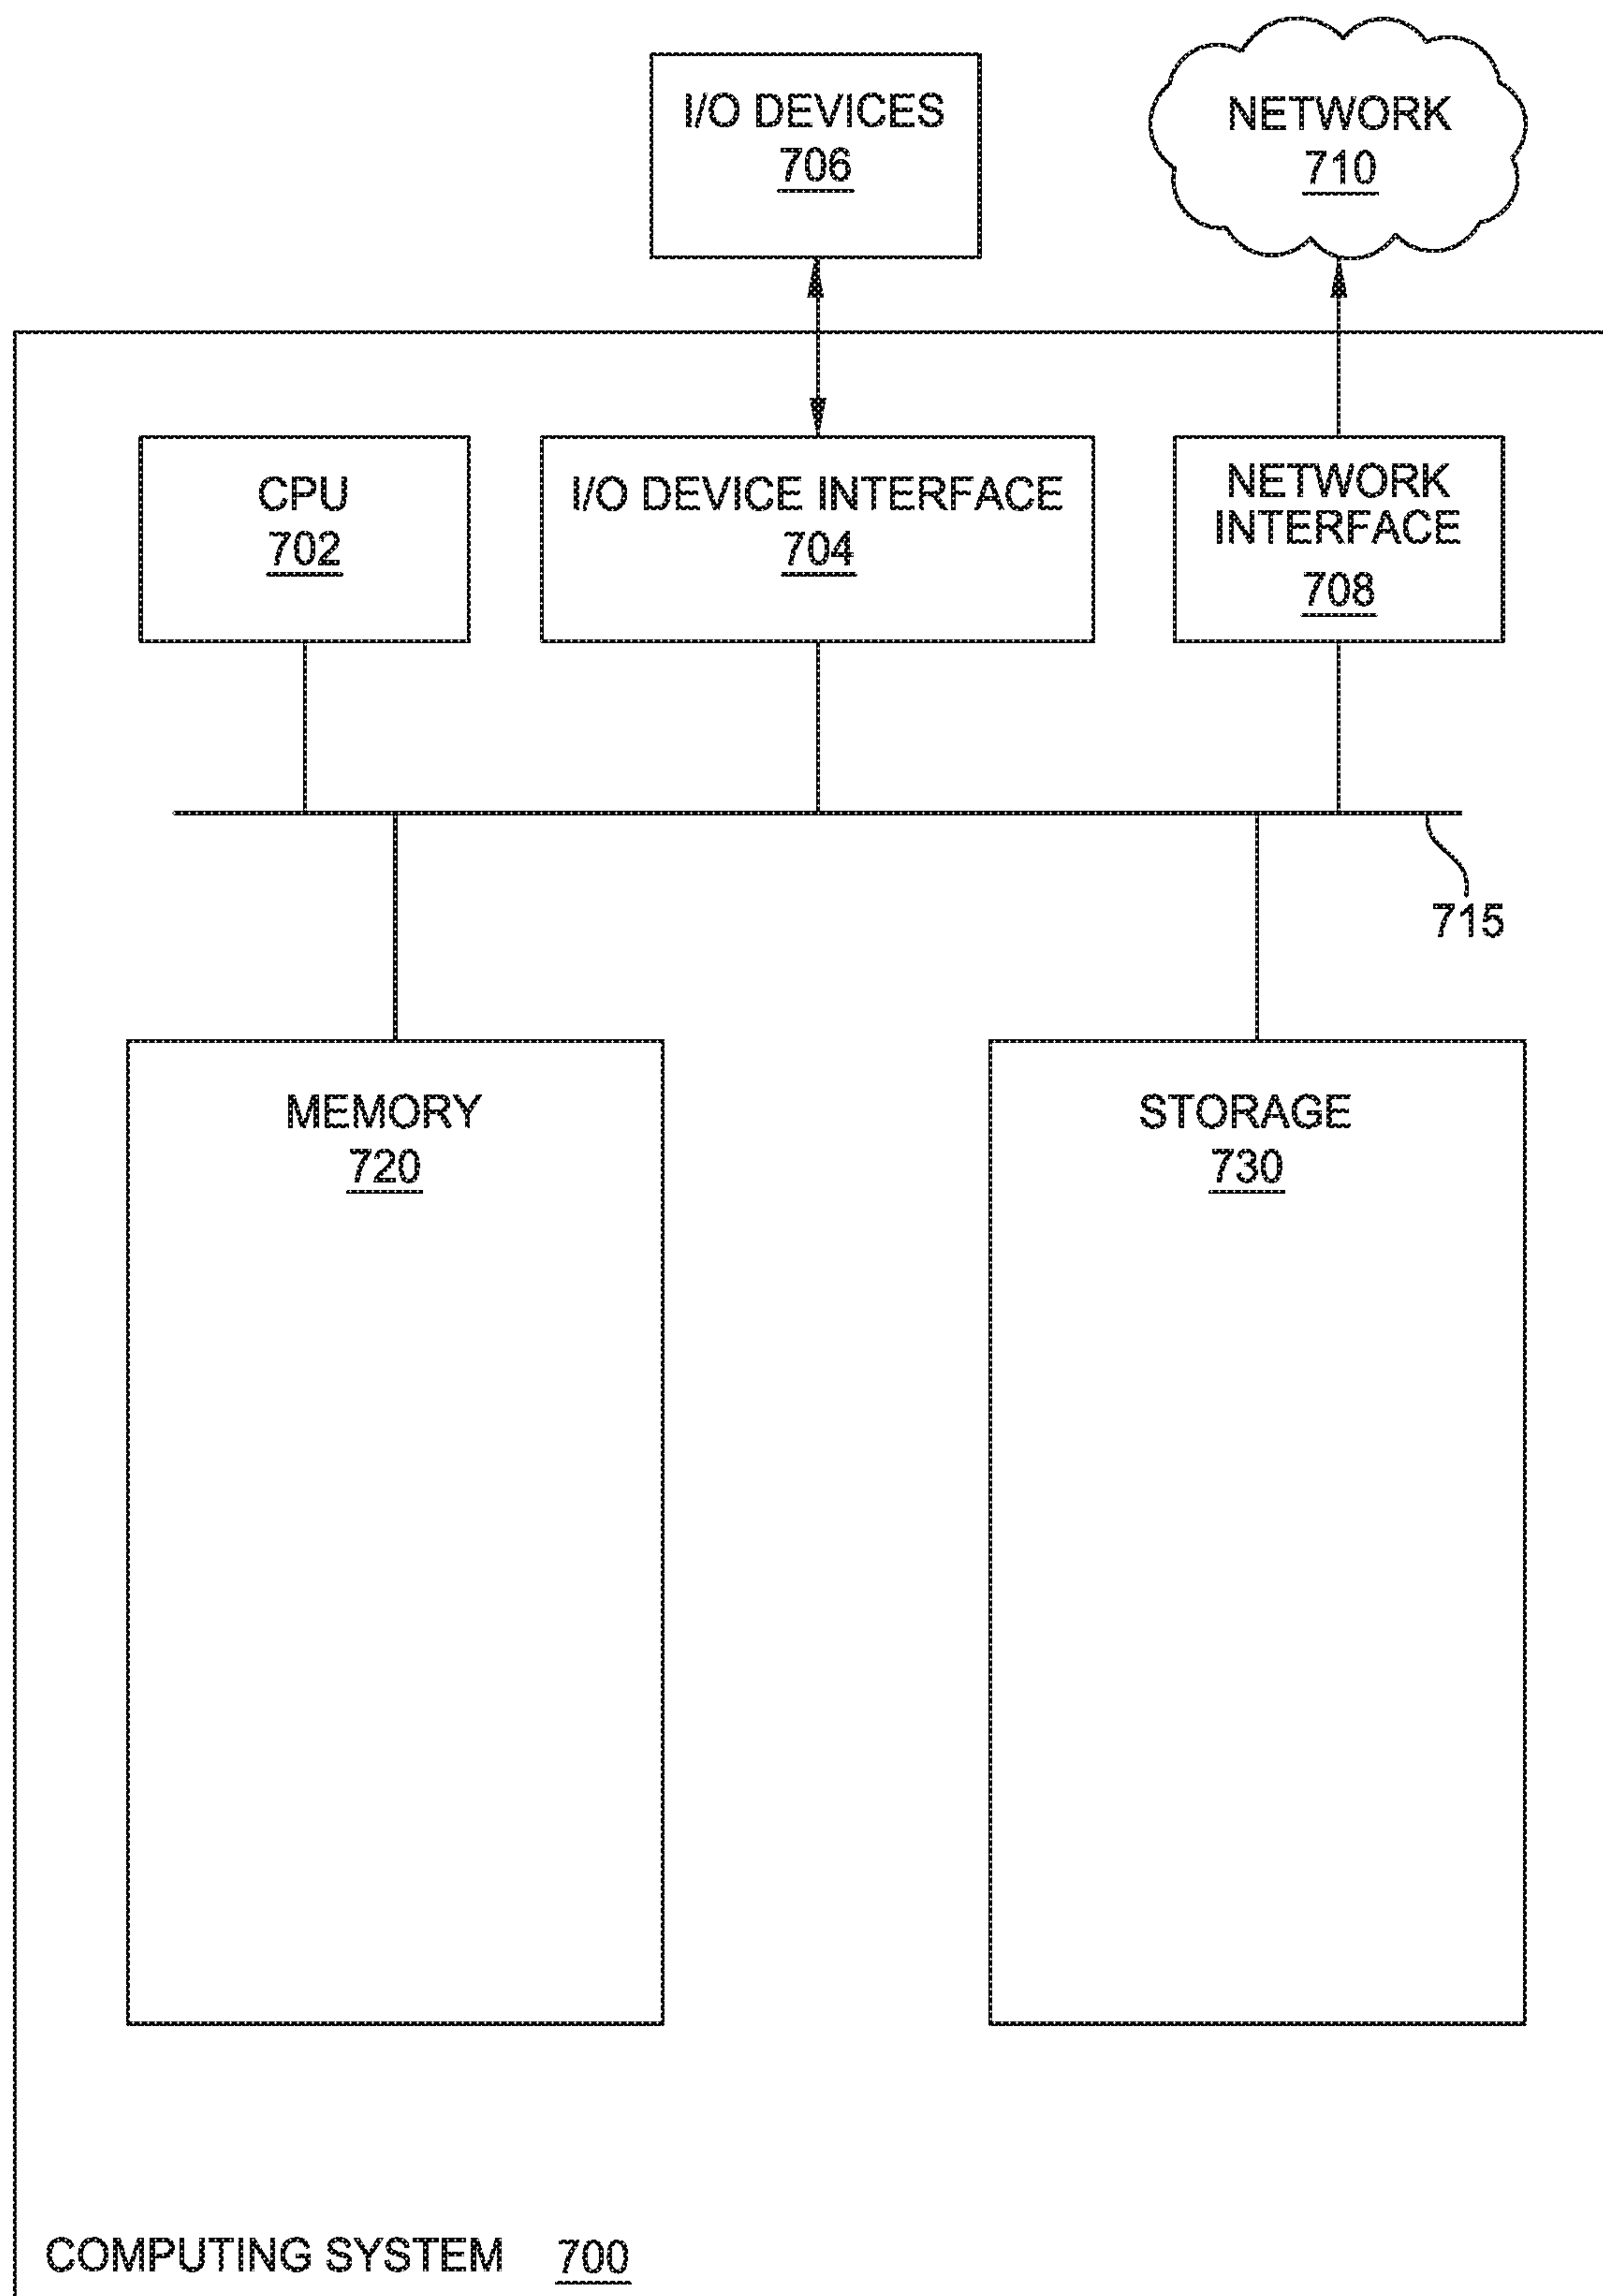 I/O DEVICES
706
NETWORK
710
CPU
702
I/O DEVICE INTERFACE
704
NETWORK
INTERFACE
708
715
MEMORY
720
STORAGE
730
COMPUTING SYSTEM 700